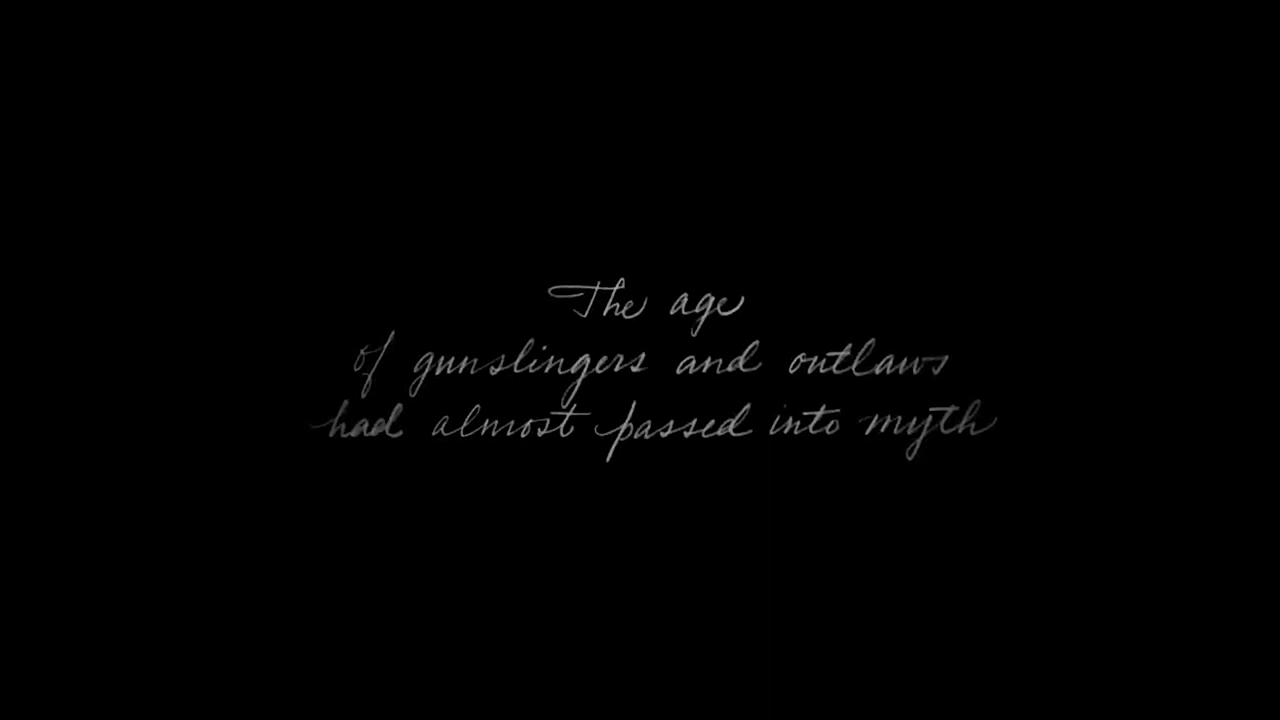 The age
of gunslingers and outlaws
had almost passed into myth